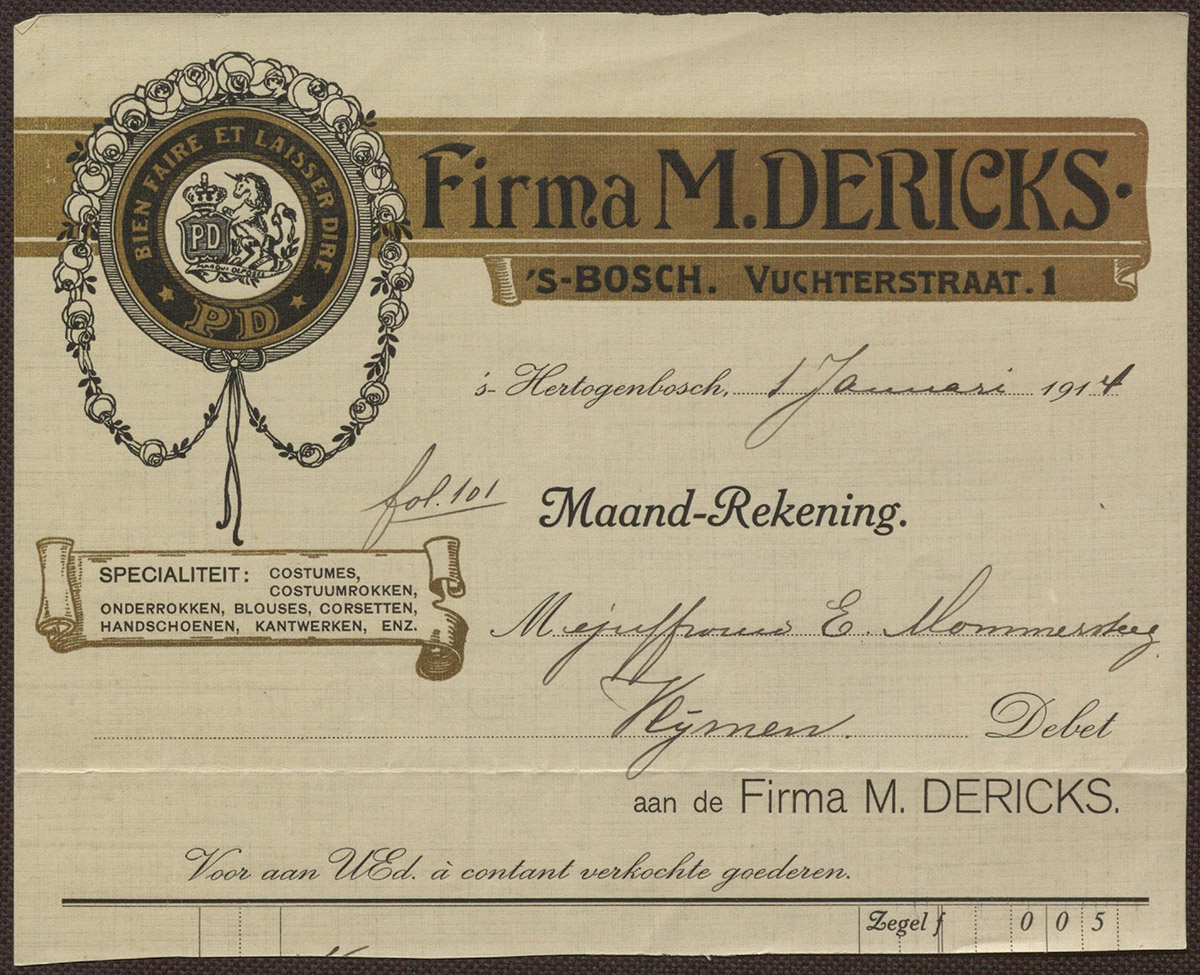 BIEN FAIRE ET LAISSER DIRE
PD
PD
Firma M. DERICKS.
'S-BOSCH. VUCHTERSTRAAT. 1
's-Hertogenbosch, 1 Januari 1914
fol. 101
Maand-Rekening.
SPECIALITEIT: COSTUMES,
COSTUUMROKKEN,
ONDERROKKEN, BLOUSES, CORSETTEN,
HANDSCHOENEN, KANTWERKEN, ENZ.
Mejuffrouw E. Mommersteeg
Vlijmen. Debet
aan de Firma M. DERICKS.
Voor aan UEd. à contant verkochte goederen.
Zegel f 0 0 5